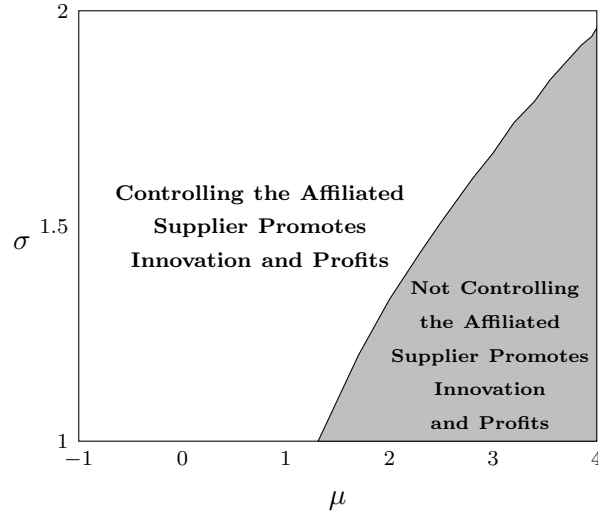 2
Controlling the Affiliated
Supplier Promotes
Innovation and Profits
1.5
σ
Not Controlling
the Affiliated
Supplier Promotes
Innovation
and Profits
1
−1 0 1 2 3 4
μ